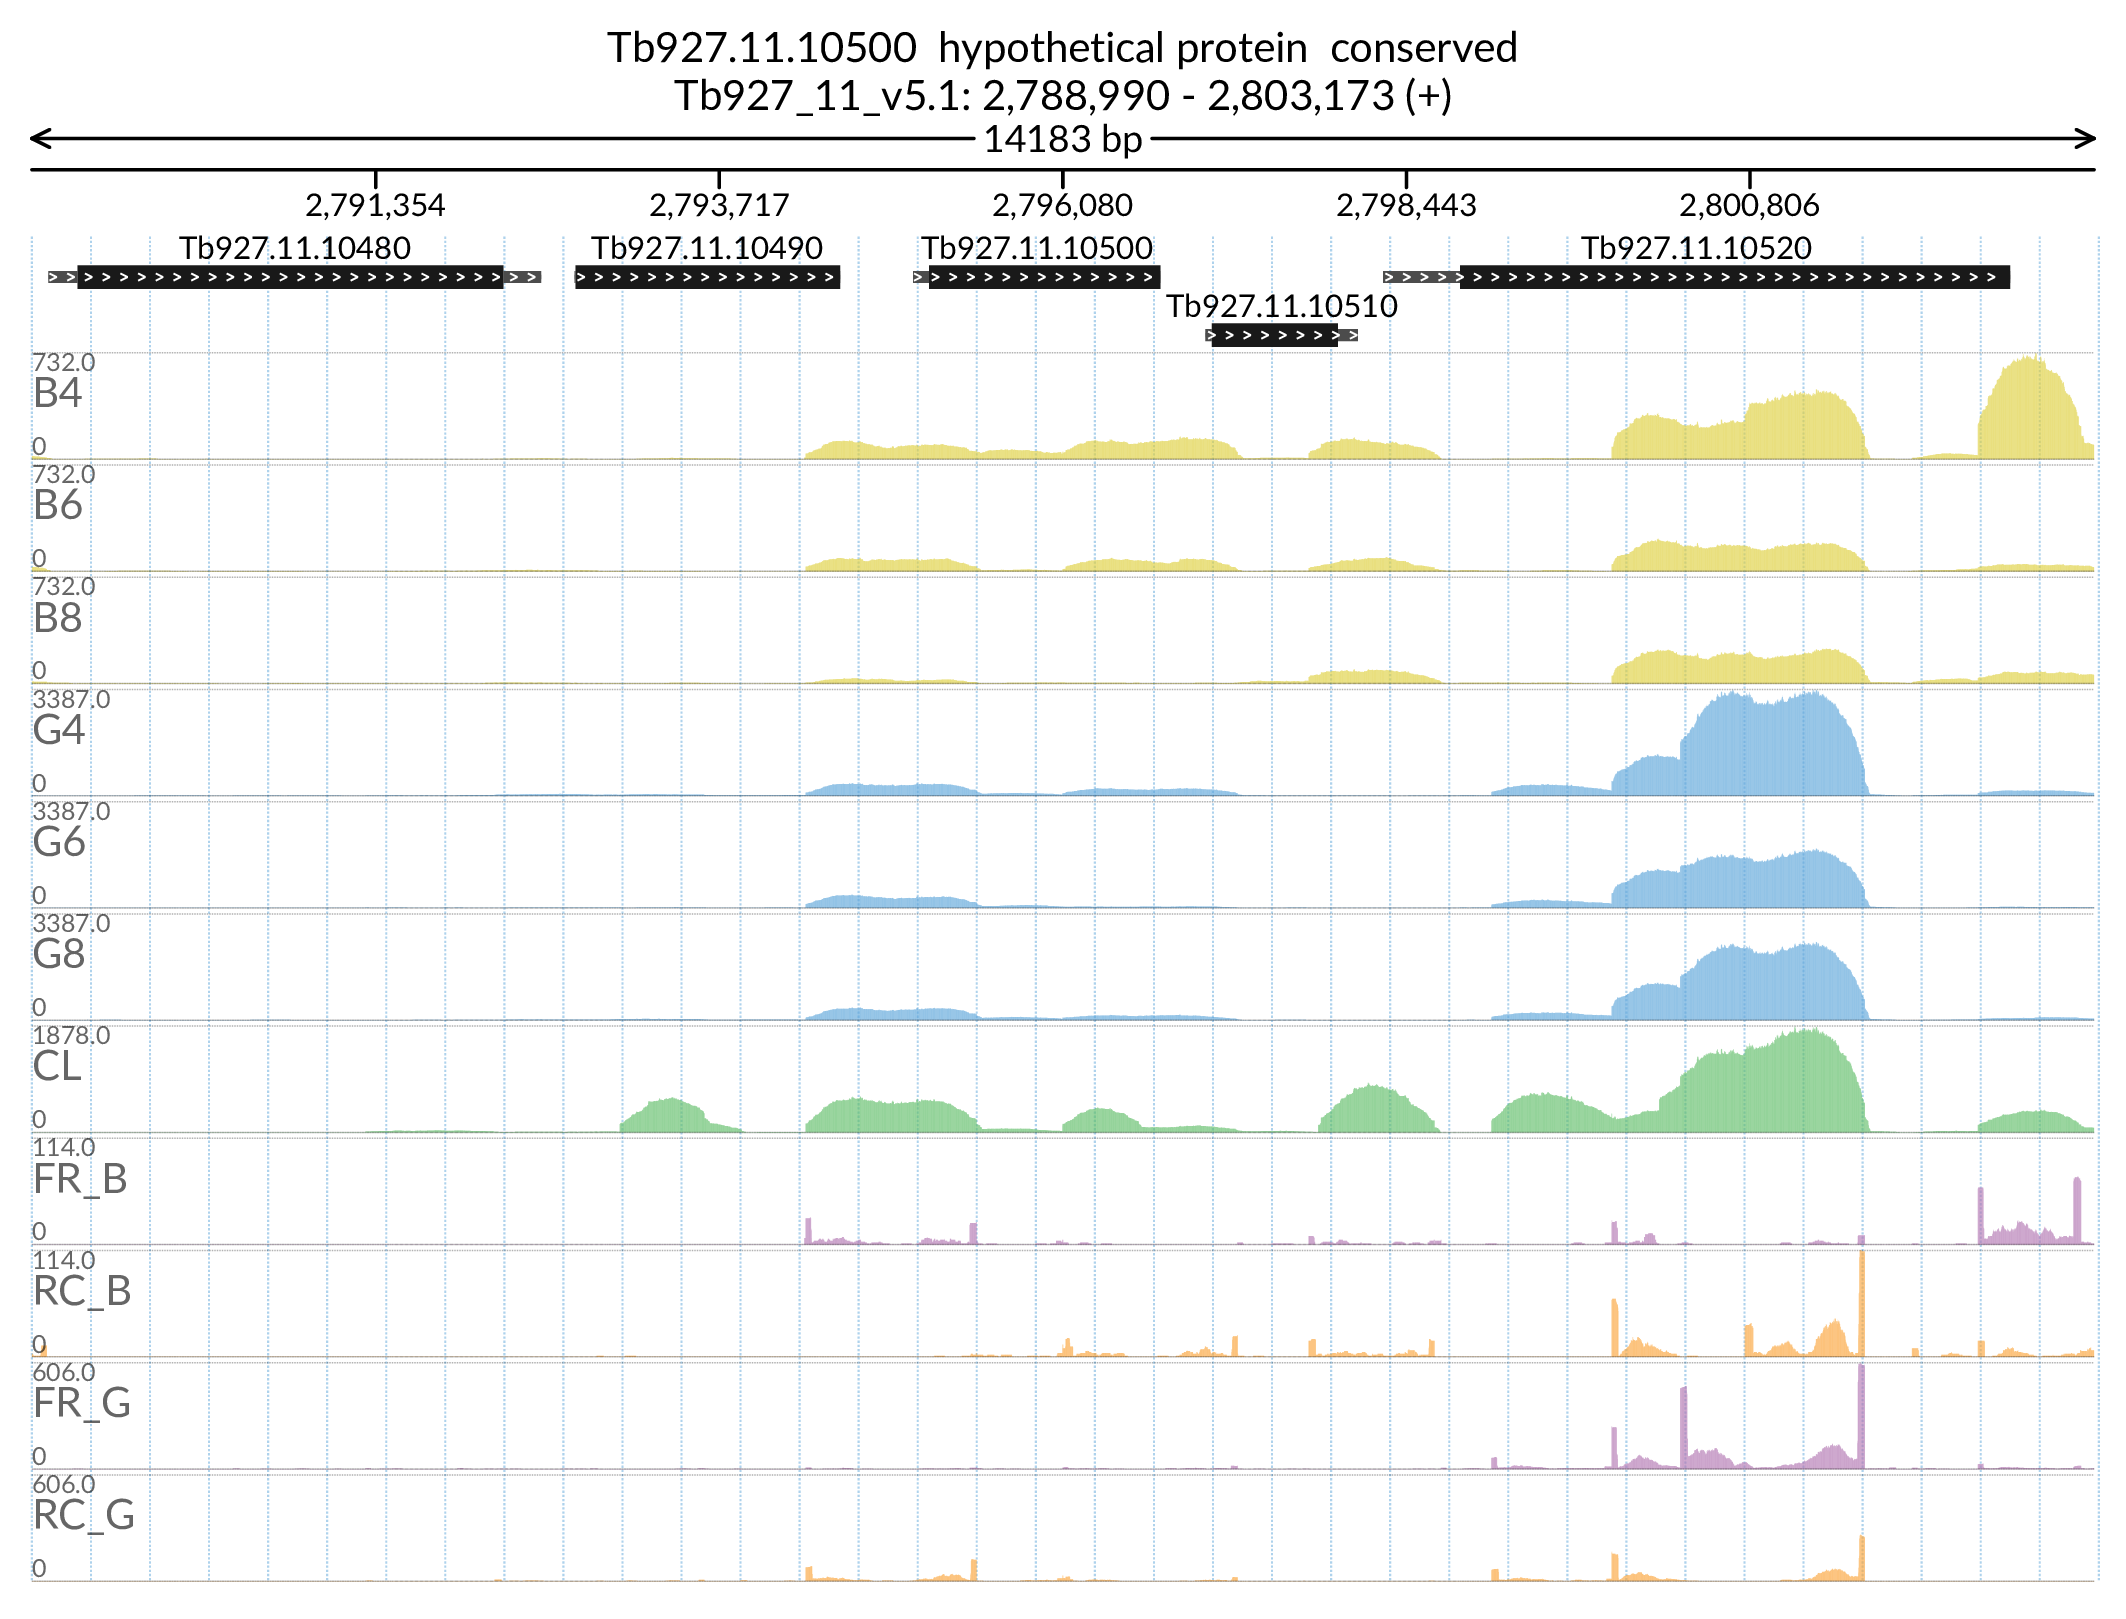 Tb927.11.10500 hypothetical protein conserved
Tb927_11_v5.1: 2,788,990 - 2,803,173 (+)
14183 bp
2,791,354 2,793,717 2,796,080 2,798,443 2,800,806
Tb927.11.10480 Tb927.11.10490 Tb927.11.10500 Tb927.11.10520
Tb927.11.10510
732.0
B4
0
732.0
B6
0
732.0
B8
0
3387.0
G4
0
3387.0
G6
0
3387.0
G8
0
1878.0
CL
0
114.0
FR_B
0
114.0
RC_B
0
606.0
FR_G
0
606.0
RC_G
0